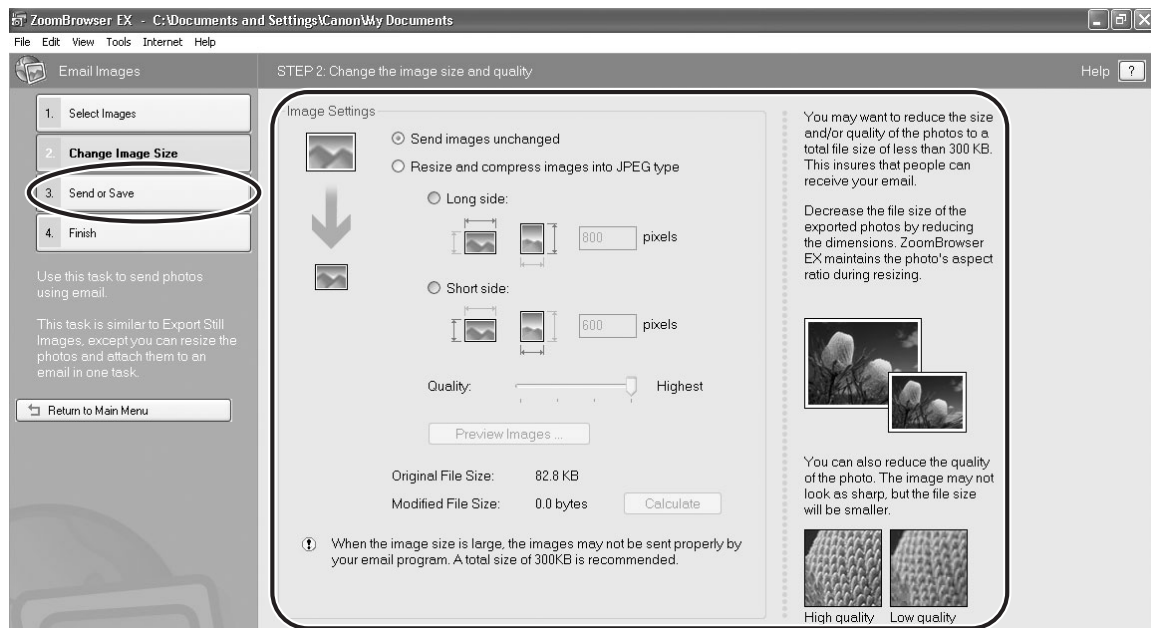 ZoomBrowser EX - C:\Documents and Settings\Canon\My Documents
File Edit View Tools Internet Help
Email Images
STEP 2: Change the image size and quality
Help ?
1. Select Images
2. Change Image Size
3. Send or Save
4. Finish
Use this task to send photos
using email.
This task is similar to Export Still
Images, except you can resize the
photos and attach them to an
email in one task.
Return to Main Menu
Image Settings
Send images unchanged
Resize and compress images into JPEG type
Long side:
800 pixels
Short side:
600 pixels
Quality: Highest
Preview Images ...
Original File Size: 82.8 KB
Modified File Size: 0.0 bytes Calculate
When the image size is large, the images may not be sent properly by
your email program. A total size of 300KB is recommended.
You may want to reduce the size
and/or quality of the photos to a
total file size of less than 300 KB.
This insures that people can
receive your email.
Decrease the file size of the
exported photos by reducing
the dimensions. ZoomBrowser
EX maintains the photo's aspect
ratio during resizing.
You can also reduce the quality
of the photo. The image may not
look as sharp, but the file size
will be smaller.
High quality Low quality